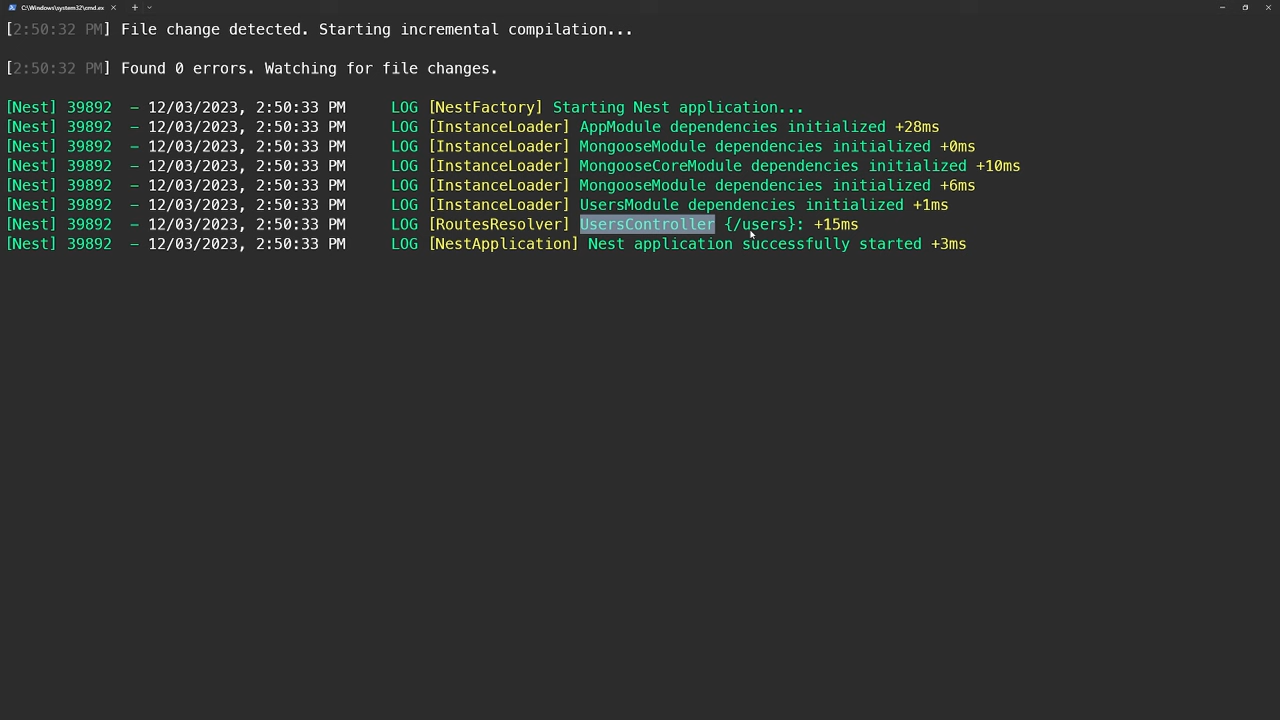 C:\Windows\system32\cmd.ex
[2:50:32 PM] File change detected. Starting incremental compilation...
[2:50:32 PM] Found 0 errors. Watching for file changes.
[Nest] 39892  - 12/03/2023, 2:50:33 PM     LOG [NestFactory] Starting Nest application...
[Nest] 39892  - 12/03/2023, 2:50:33 PM     LOG [InstanceLoader] AppModule dependencies initialized +28ms
[Nest] 39892  - 12/03/2023, 2:50:33 PM     LOG [InstanceLoader] MongooseModule dependencies initialized +0ms
[Nest] 39892  - 12/03/2023, 2:50:33 PM     LOG [InstanceLoader] MongooseCoreModule dependencies initialized +10ms
[Nest] 39892  - 12/03/2023, 2:50:33 PM     LOG [InstanceLoader] MongooseModule dependencies initialized +6ms
[Nest] 39892  - 12/03/2023, 2:50:33 PM     LOG [InstanceLoader] UsersModule dependencies initialized +1ms
[Nest] 39892  - 12/03/2023, 2:50:33 PM     LOG [RoutesResolver] UsersController {/users}: +15ms
[Nest] 39892  - 12/03/2023, 2:50:33 PM     LOG [NestApplication] Nest application successfully started +3ms